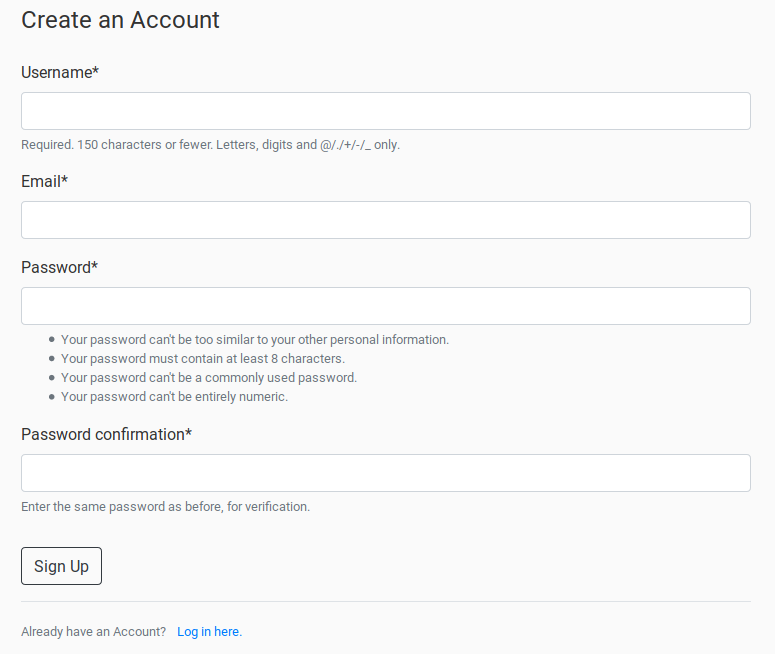 Create an Account
Username*
Required. 150 characters or fewer. Letters, digits and @/./+/-/_ only.
Email*
Password*
Your password can't be too similar to your other personal information.
Your password must contain at least 8 characters.
Your password can't be a commonly used password.
Your password can't be entirely numeric.
Password confirmation*
Enter the same password as before, for verification.
Sign Up
Already have an Account? Log in here.